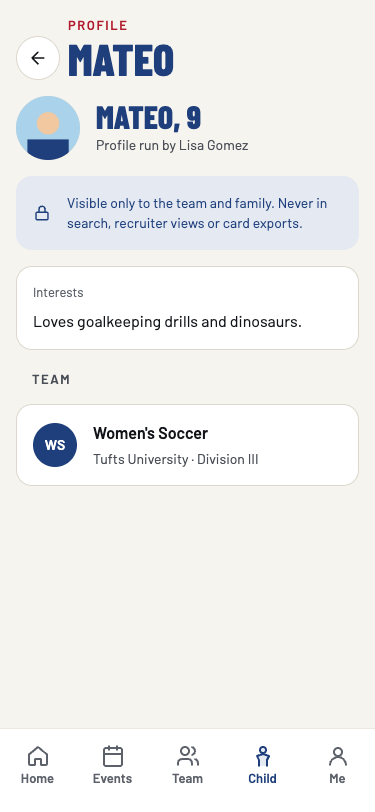 PROFILE
MATEO
MATEO, 9
Profile run by Lisa Gomez
Visible only to the team and family. Never in
search, recruiter views or card exports.
Interests
Loves goalkeeping drills and dinosaurs.
TEAM
WS
Women's Soccer
Tufts University · Division III
Home
Events
Team
Child
Me